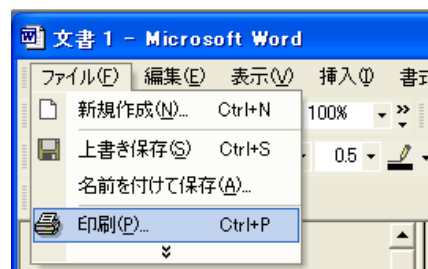 文書 1 - Microsoft Word
ファイル(F) 編集(E) 表示(V) 挿入(I) 書式
新規作成(N)... Ctrl+N
100%
上書き保存(S) Ctrl+S
0.5
名前を付けて保存(A)...
印刷(P)... Ctrl+P